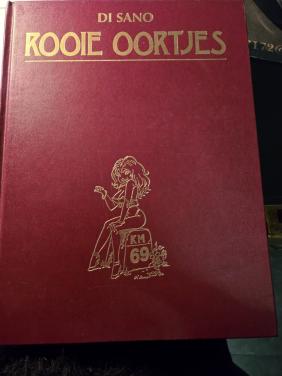 DI SANO
ROOIE OORTJES
KM
69